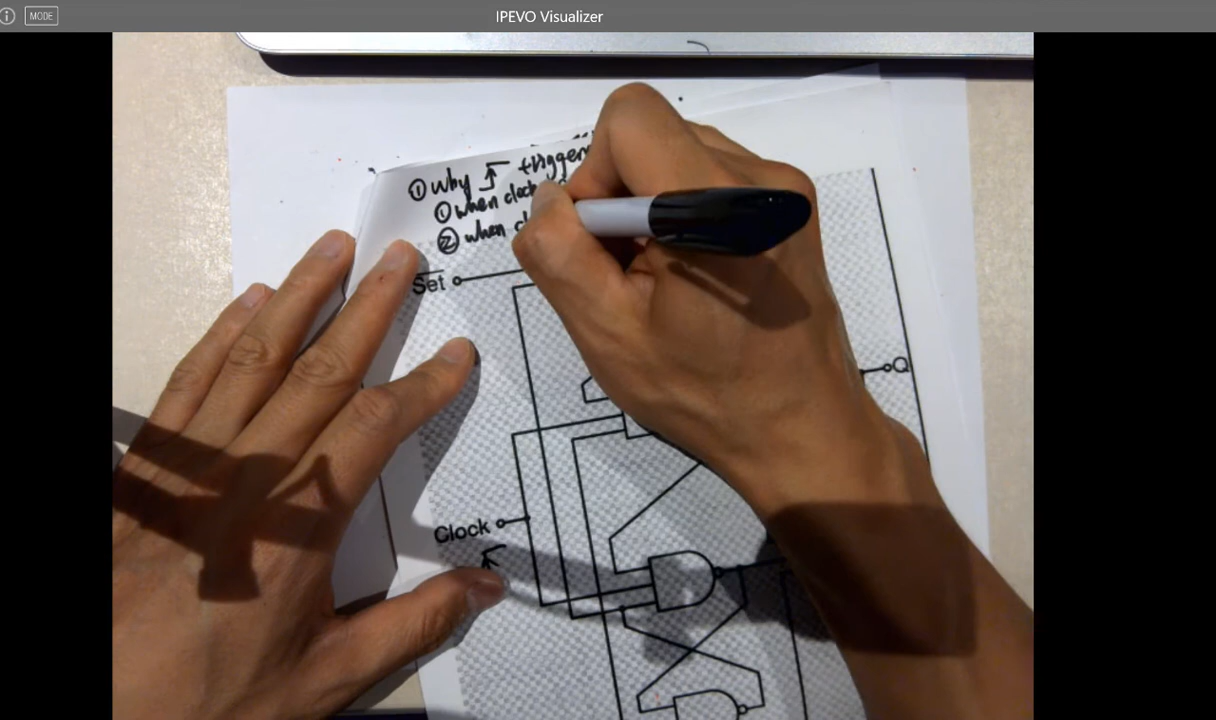 MODE
IPEVO Visualizer
① Why trigger
① when clock
② when
Set
Q
Clock